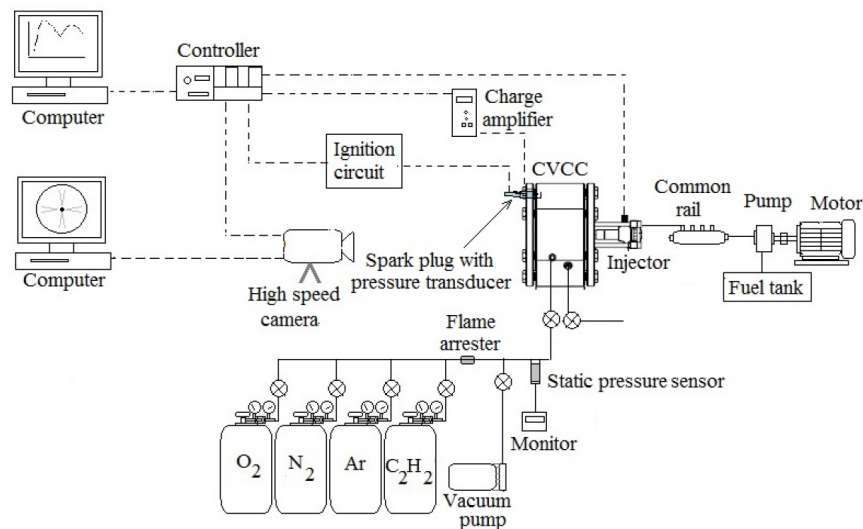 Controller
Computer
Charge
amplifier
Ignition
circuit
CVCC
Common
rail
Pump
Motor
Injector
Fuel tank
Spark plug with
pressure transducer
Computer
High speed
camera
Flame
arrester
Static pressure sensor
Monitor
O2
N2
Ar
C2H2
Vacuum
pump